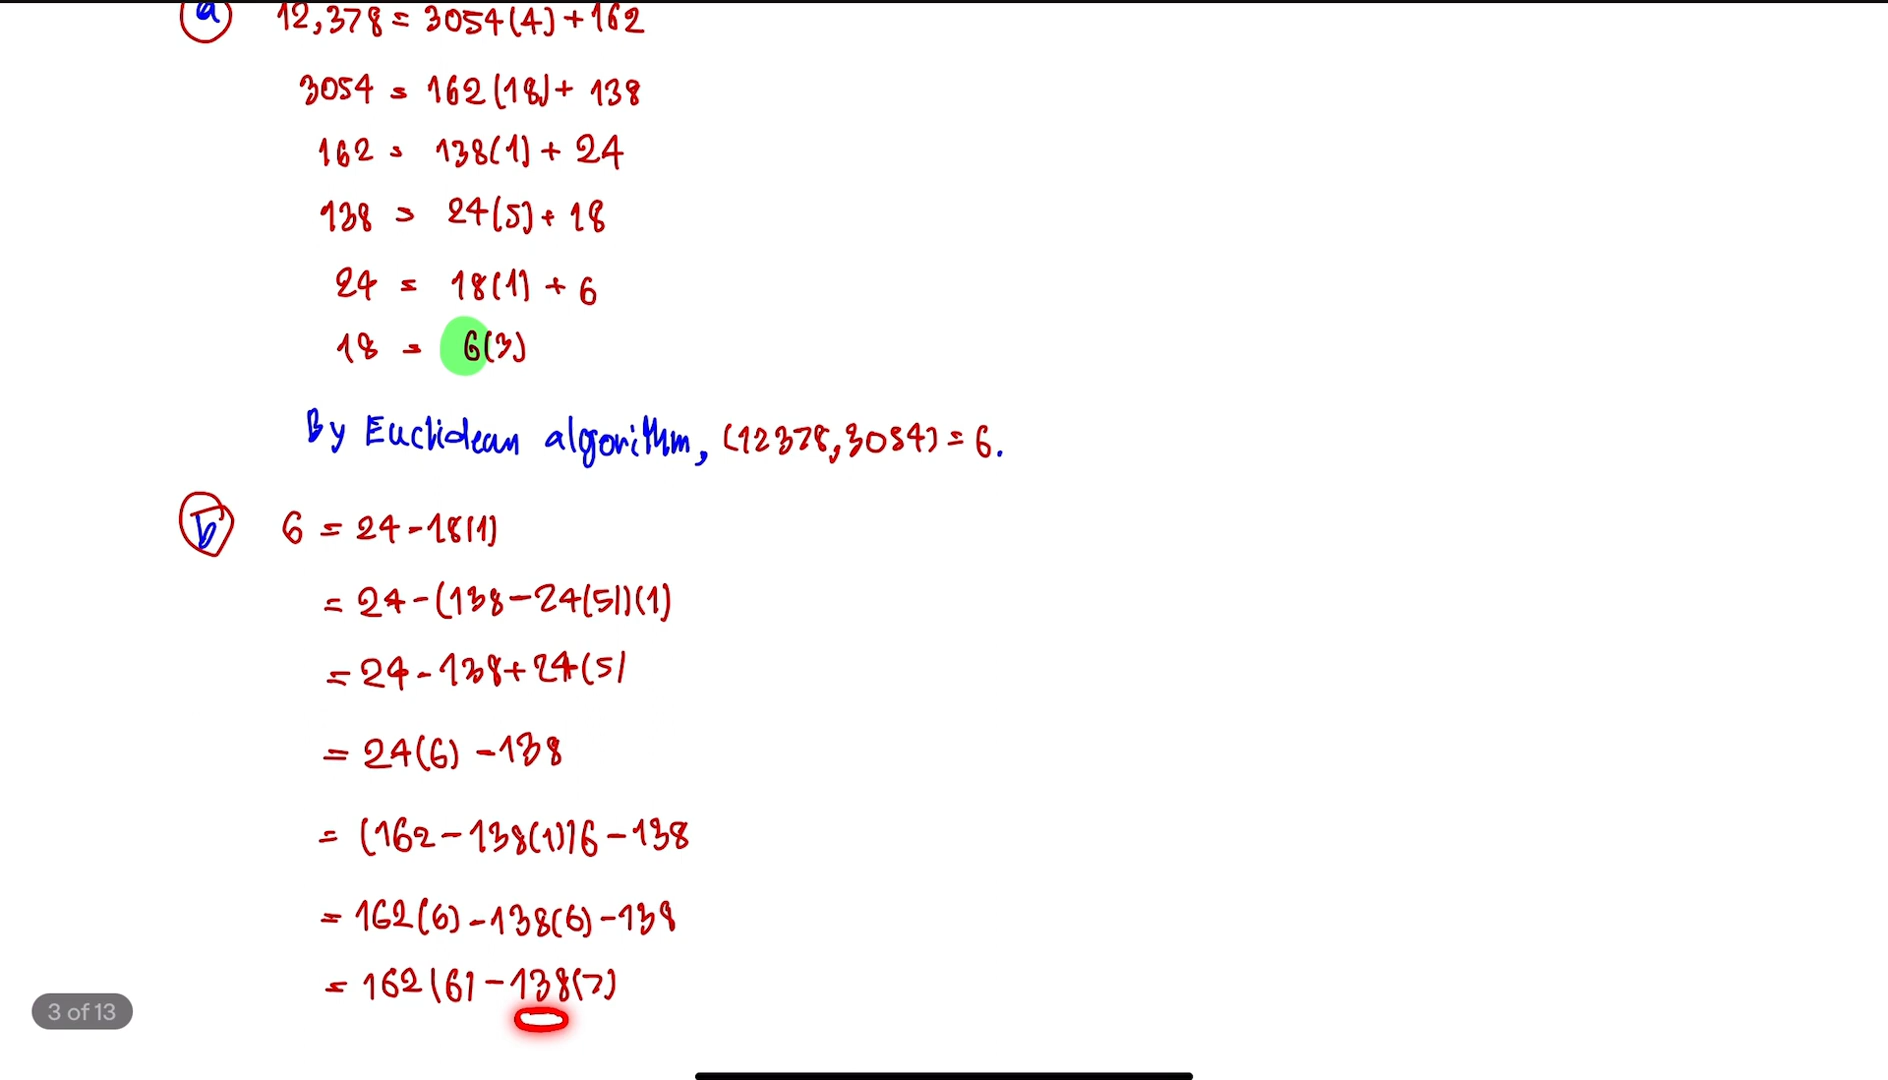 (a) 12,378 = 3054(4) + 162
3054 = 162(18) + 138
162 = 138(1) + 24
138 = 24(5) + 18
24 = 18(1) + 6
18 = 6(3)
By Euclidean algorithm, (12378,3054) = 6.
(b) 6 = 24 - 18(1)
= 24 - (138 - 24(5))(1)
= 24 - 138 + 24(5)
= 24(6) - 138
= (162 - 138(1))6 - 138
= 162(6) - 138(6) - 138
= 162(6) - 138(7)
3 of 13